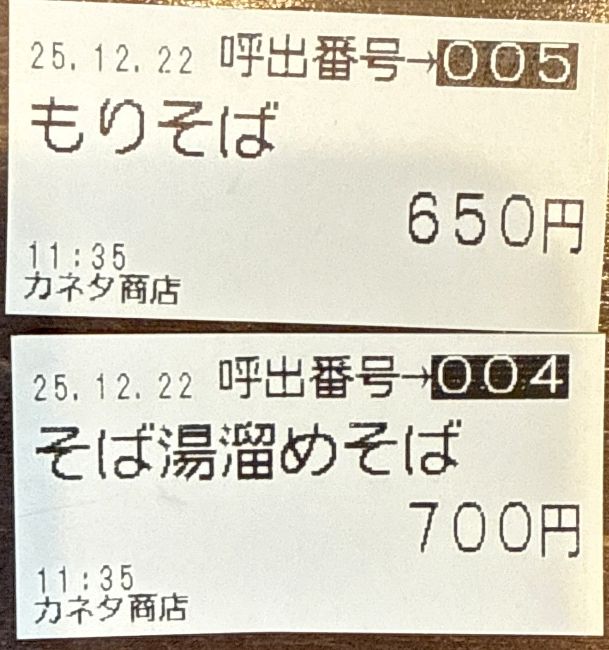 25.12.22 呼出番号→005
もりそば
650円
11:35
カネタ商店
25.12.22 呼出番号→004
そば湯溜めそば
700円
11:35
カネタ商店